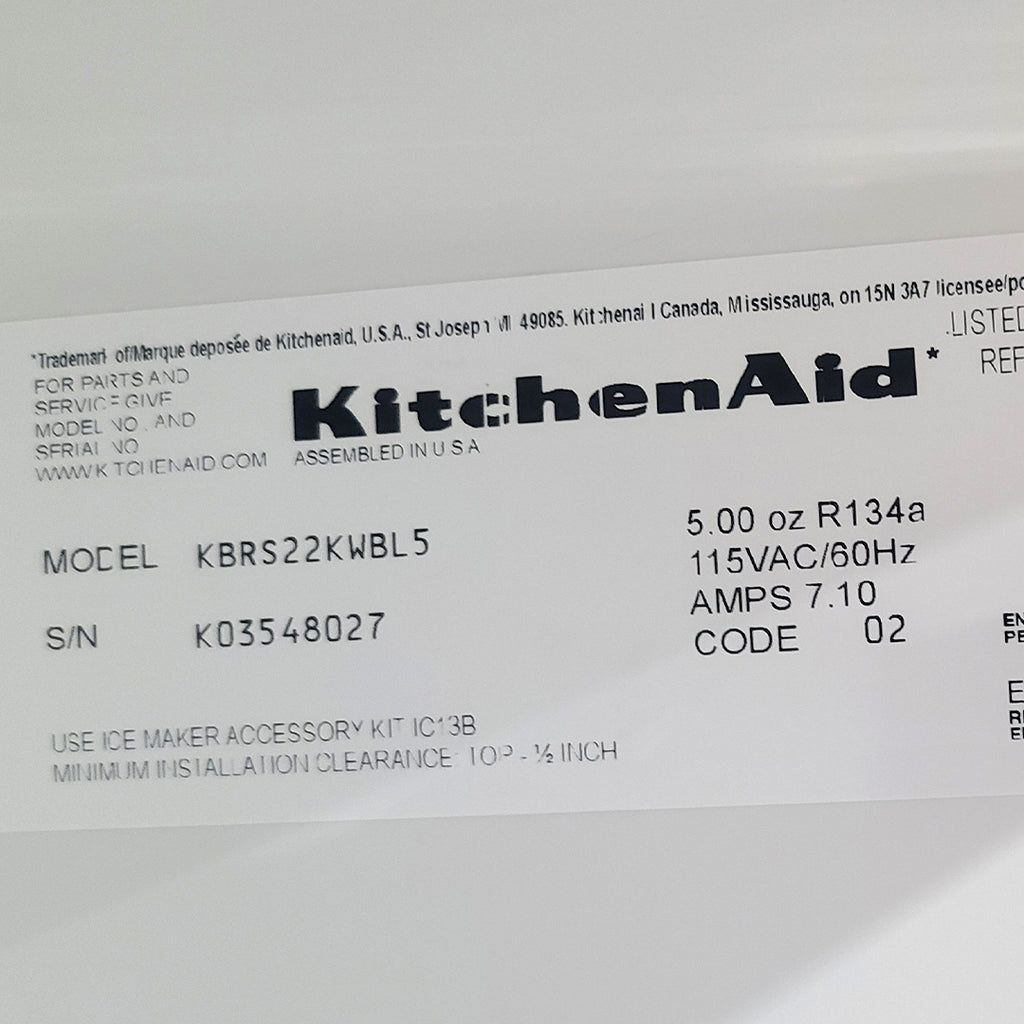 *Trademark of/Marque deposée de Kitchenaid, U.S.A., St Joseph MI 49085. Kitchenaid Canada, Mississauga, on 15N 3A7 licensee/
.LISTED
FOR PARTS AND
SERVICE GIVE
MODEL NO. AND
SERIAL NO
WWW.KITCHENAID.COM
KitchenAid*
ASSEMBLED IN U S A
MODEL KBRS22KWBL5
S/N K03548027
5.00 oz R134a
115VAC/60Hz
AMPS 7.10
CODE 02
USE ICE MAKER ACCESSORY KIT IC13B
MINIMUM INSTALLATION CLEARANCE: TOP - ½ INCH